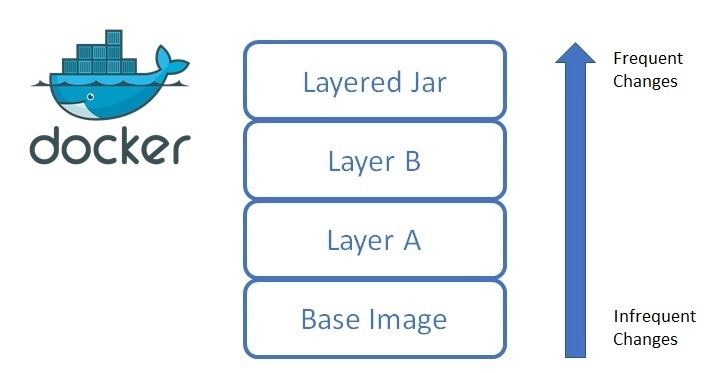 docker
Layered Jar
Layer B
Layer A
Base Image
Frequent
Changes
Infrequent
Changes